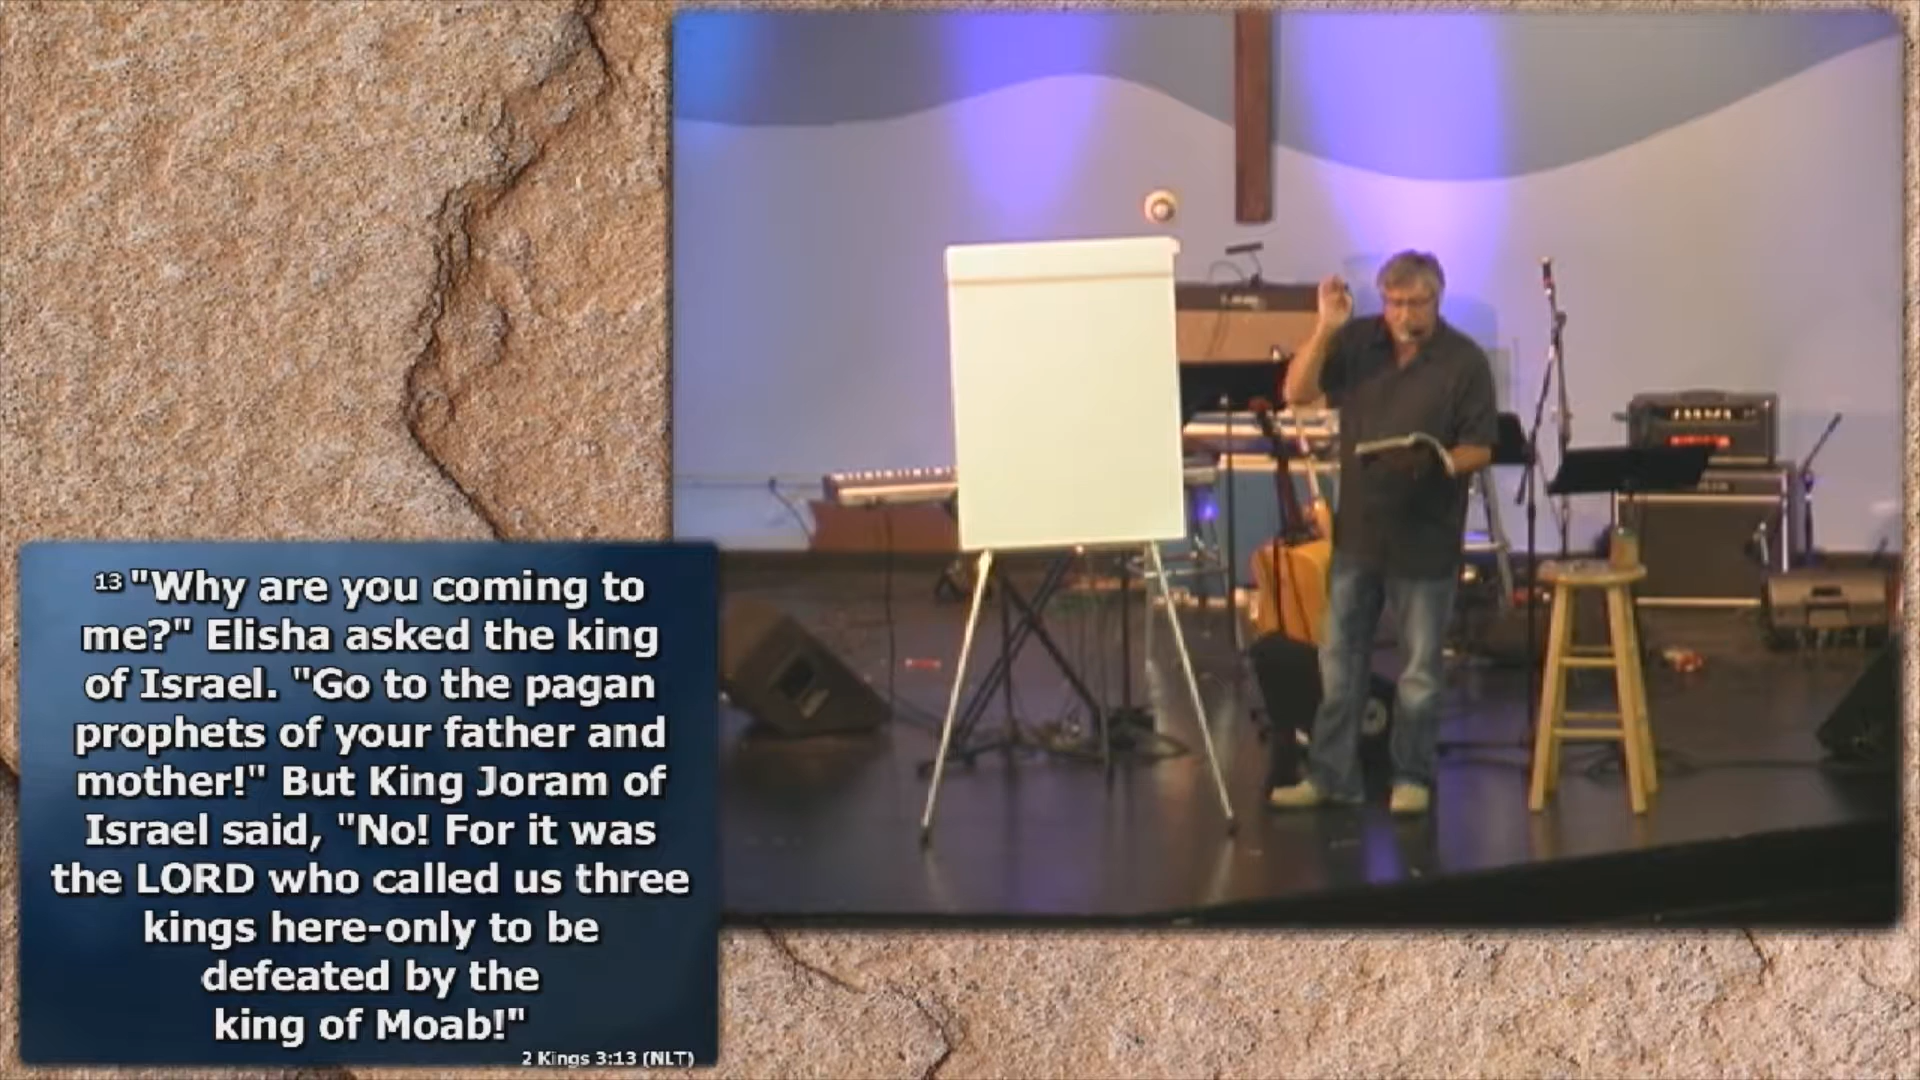 13 "Why are you coming to
me?" Elisha asked the king
of Israel. "Go to the pagan
prophets of your father and
mother!" But King Joram of
Israel said, "No! For it was
the LORD who called us three
kings here-only to be
defeated by the
king of Moab!"
2 Kings 3:13 (NLT)